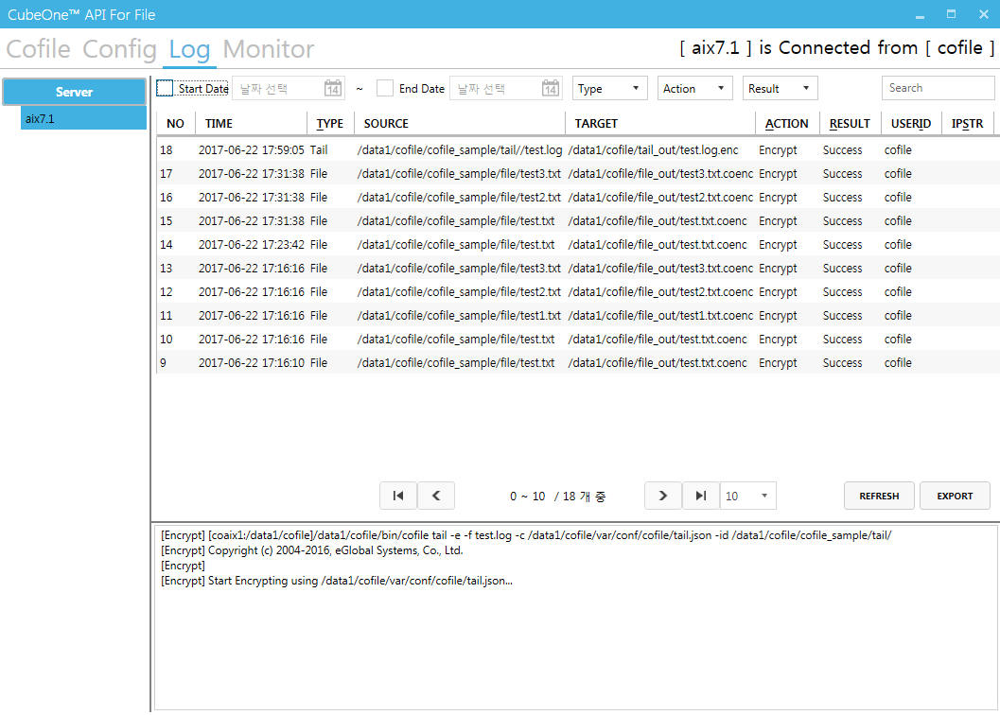 CubeOne™ API For File
Cofile Config Log Monitor
[ aix7.1 ] is Connected from [ cofile ]
Server
aix7.1
Start Date 날짜 선택 14 ~ End Date 날짜 선택 14 Type Action Result Search
NO TIME TYPE SOURCE TARGET ACTION RESULT USERID IPSTR
18 2017-06-22 17:59:05 Tail /data1/cofile/cofile_sample/tail//test.log /data1/cofile/tail_out/test.log.enc Encrypt Success cofile
17 2017-06-22 17:31:38 File /data1/cofile/cofile_sample/file/test3.txt /data1/cofile/file_out/test3.txt.coenc Encrypt Success cofile
16 2017-06-22 17:31:38 File /data1/cofile/cofile_sample/file/test2.txt /data1/cofile/file_out/test2.txt.coenc Encrypt Success cofile
15 2017-06-22 17:31:38 File /data1/cofile/cofile_sample/file/test.txt /data1/cofile/file_out/test.txt.coenc Encrypt Success cofile
14 2017-06-22 17:23:42 File /data1/cofile/cofile_sample/file/test.txt /data1/cofile/file_out/test.txt.coenc Encrypt Success cofile
13 2017-06-22 17:16:16 File /data1/cofile/cofile_sample/file/test3.txt /data1/cofile/file_out/test3.txt.coenc Encrypt Success cofile
12 2017-06-22 17:16:16 File /data1/cofile/cofile_sample/file/test2.txt /data1/cofile/file_out/test2.txt.coenc Encrypt Success cofile
11 2017-06-22 17:16:16 File /data1/cofile/cofile_sample/file/test1.txt /data1/cofile/file_out/test1.txt.coenc Encrypt Success cofile
10 2017-06-22 17:16:16 File /data1/cofile/cofile_sample/file/test.txt /data1/cofile/file_out/test.txt.coenc Encrypt Success cofile
9 2017-06-22 17:16:10 File /data1/cofile/cofile_sample/file/test.txt /data1/cofile/file_out/test.txt.coenc Encrypt Success cofile
0 ~ 10 / 18 개 중 10 REFRESH EXPORT
[Encrypt] [coaix1:/data1/cofile]/data1/cofile/bin/cofile tail -e -f test.log -c /data1/cofile/var/conf/cofile/tail.json -id /data1/cofile/cofile_sample/tail/
[Encrypt] Copyright (c) 2004-2016, eGlobal Systems, Co., Ltd.
[Encrypt]
[Encrypt] Start Encrypting using /data1/cofile/var/conf/cofile/tail.json...